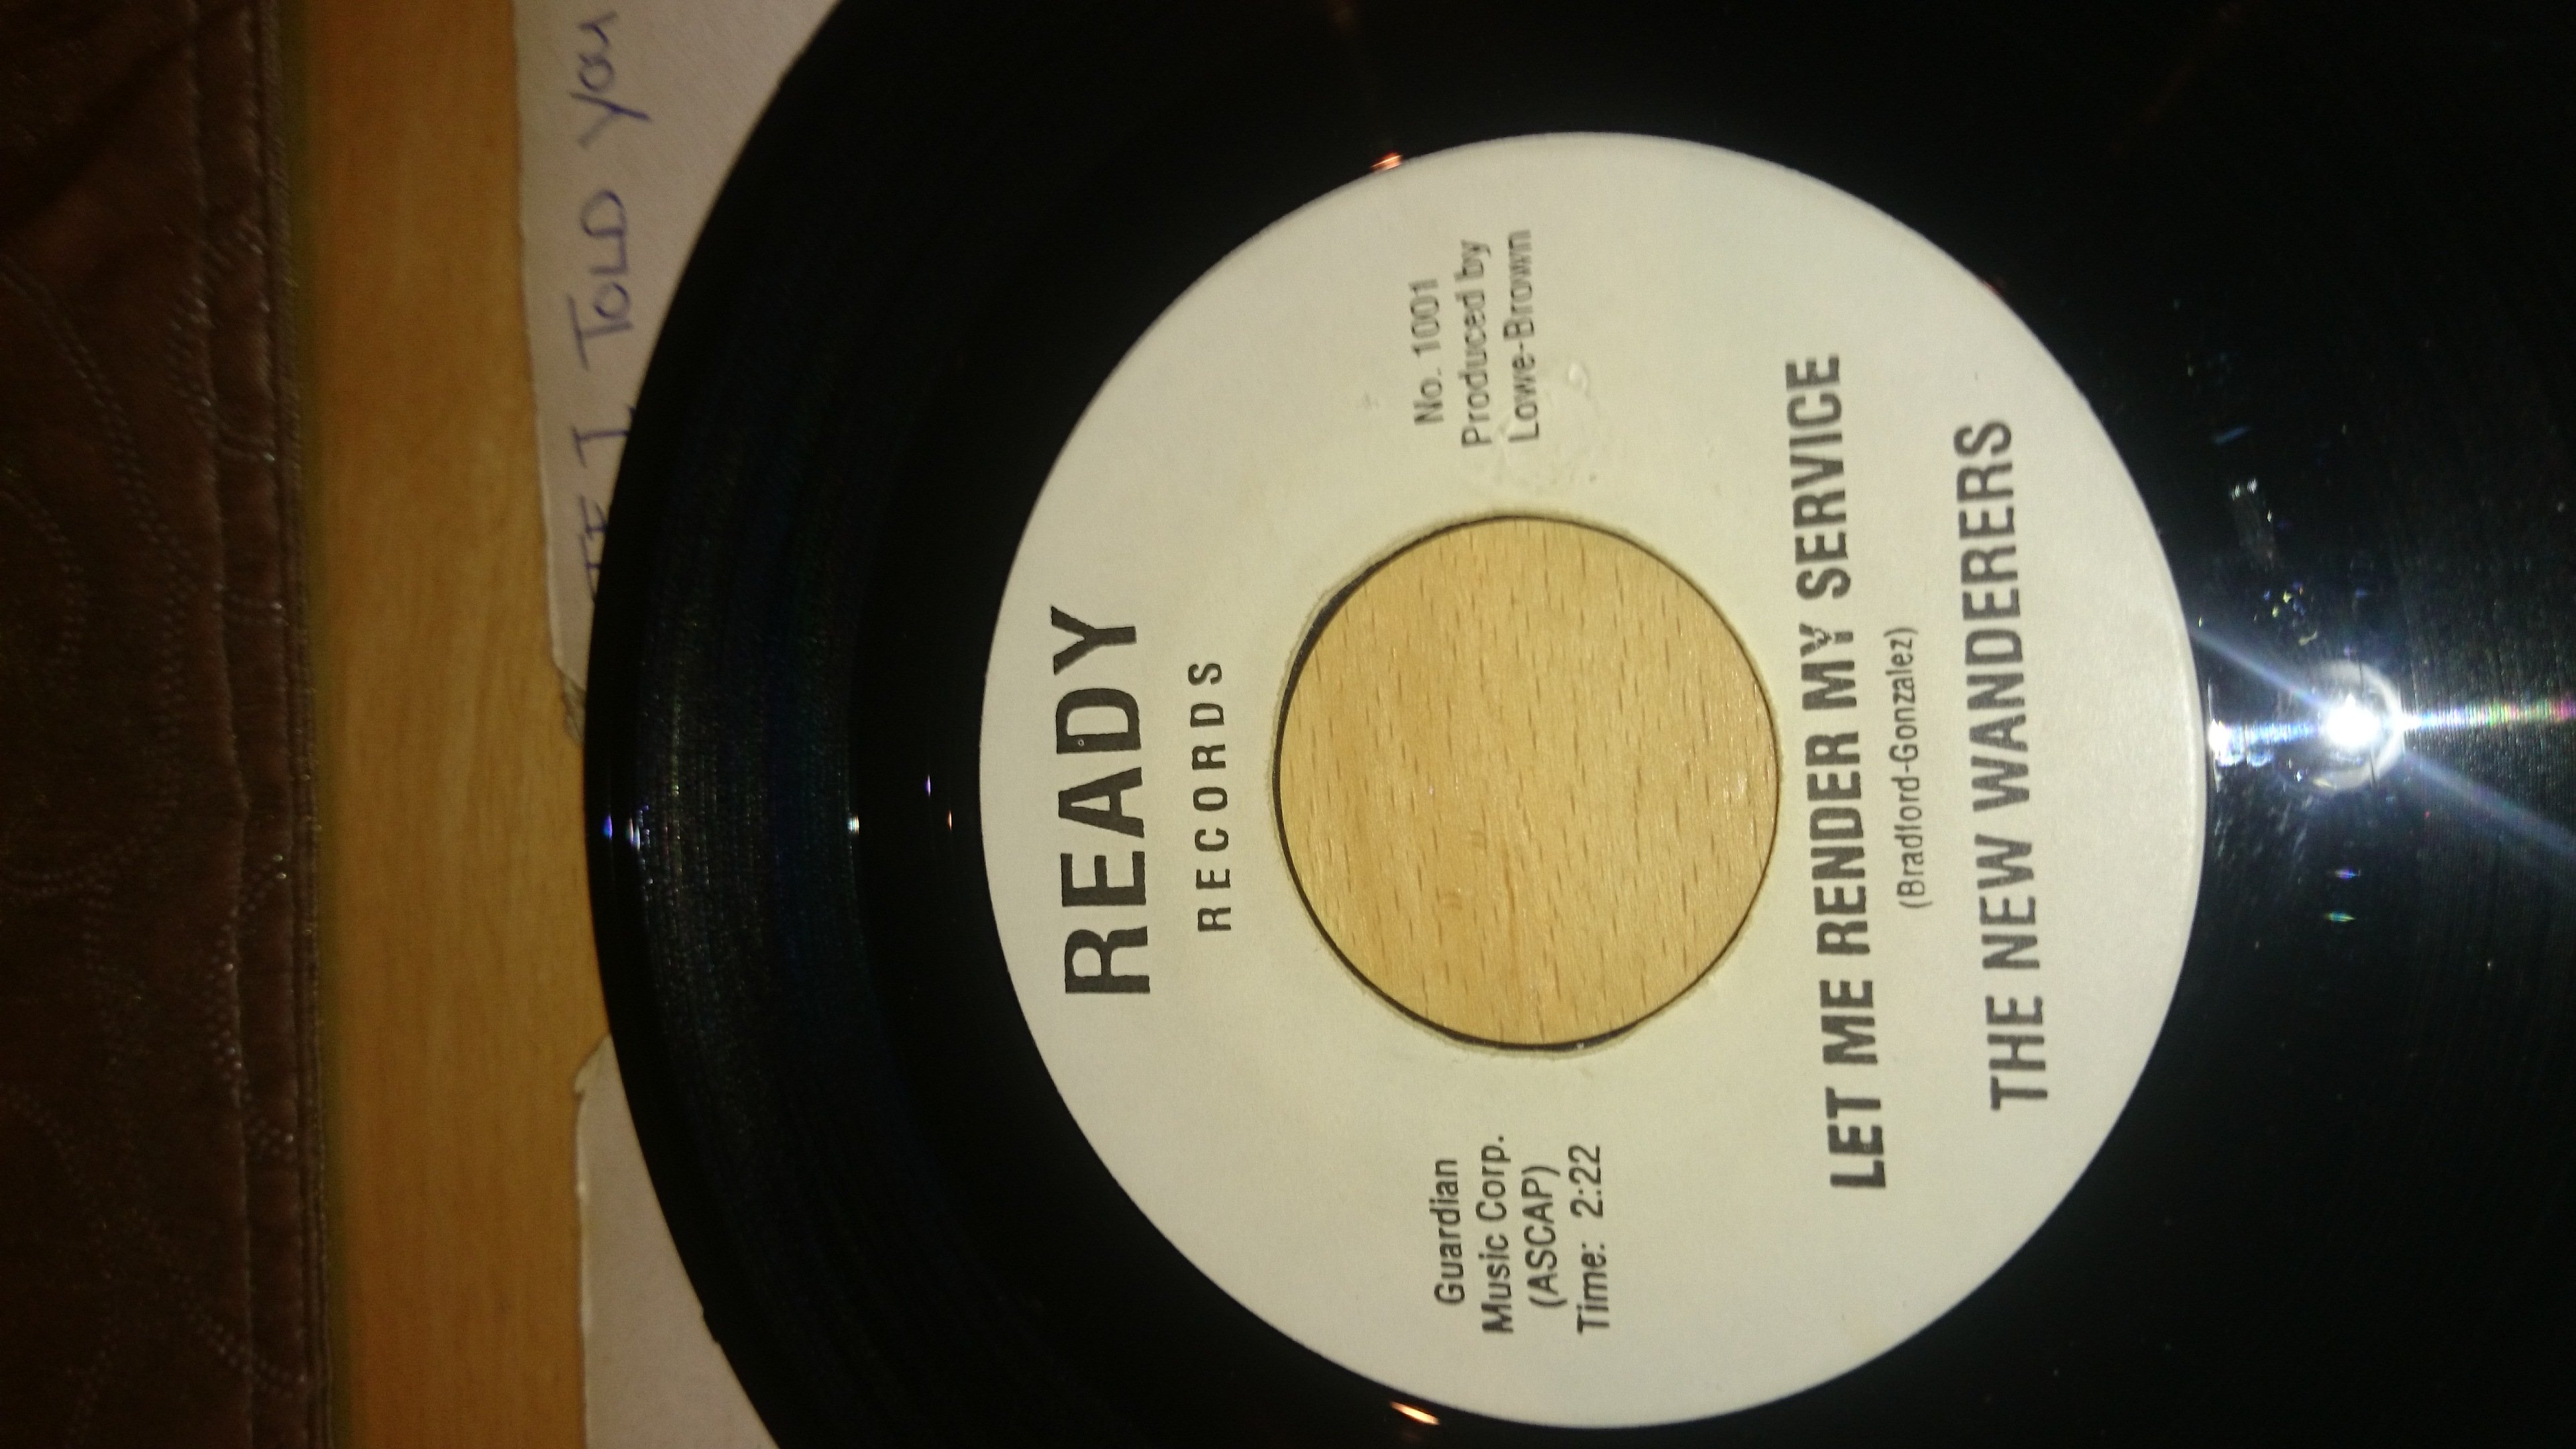 IF I TOLD You
READY
RECORDS
Guardian
Music Corp.
(ASCAP)
Time: 2:22
No. 1001
Produced by
Lowe-Brown
LET ME RENDER MY SERVICE
(Bradford-Gonzalez)
THE NEW WANDERERS